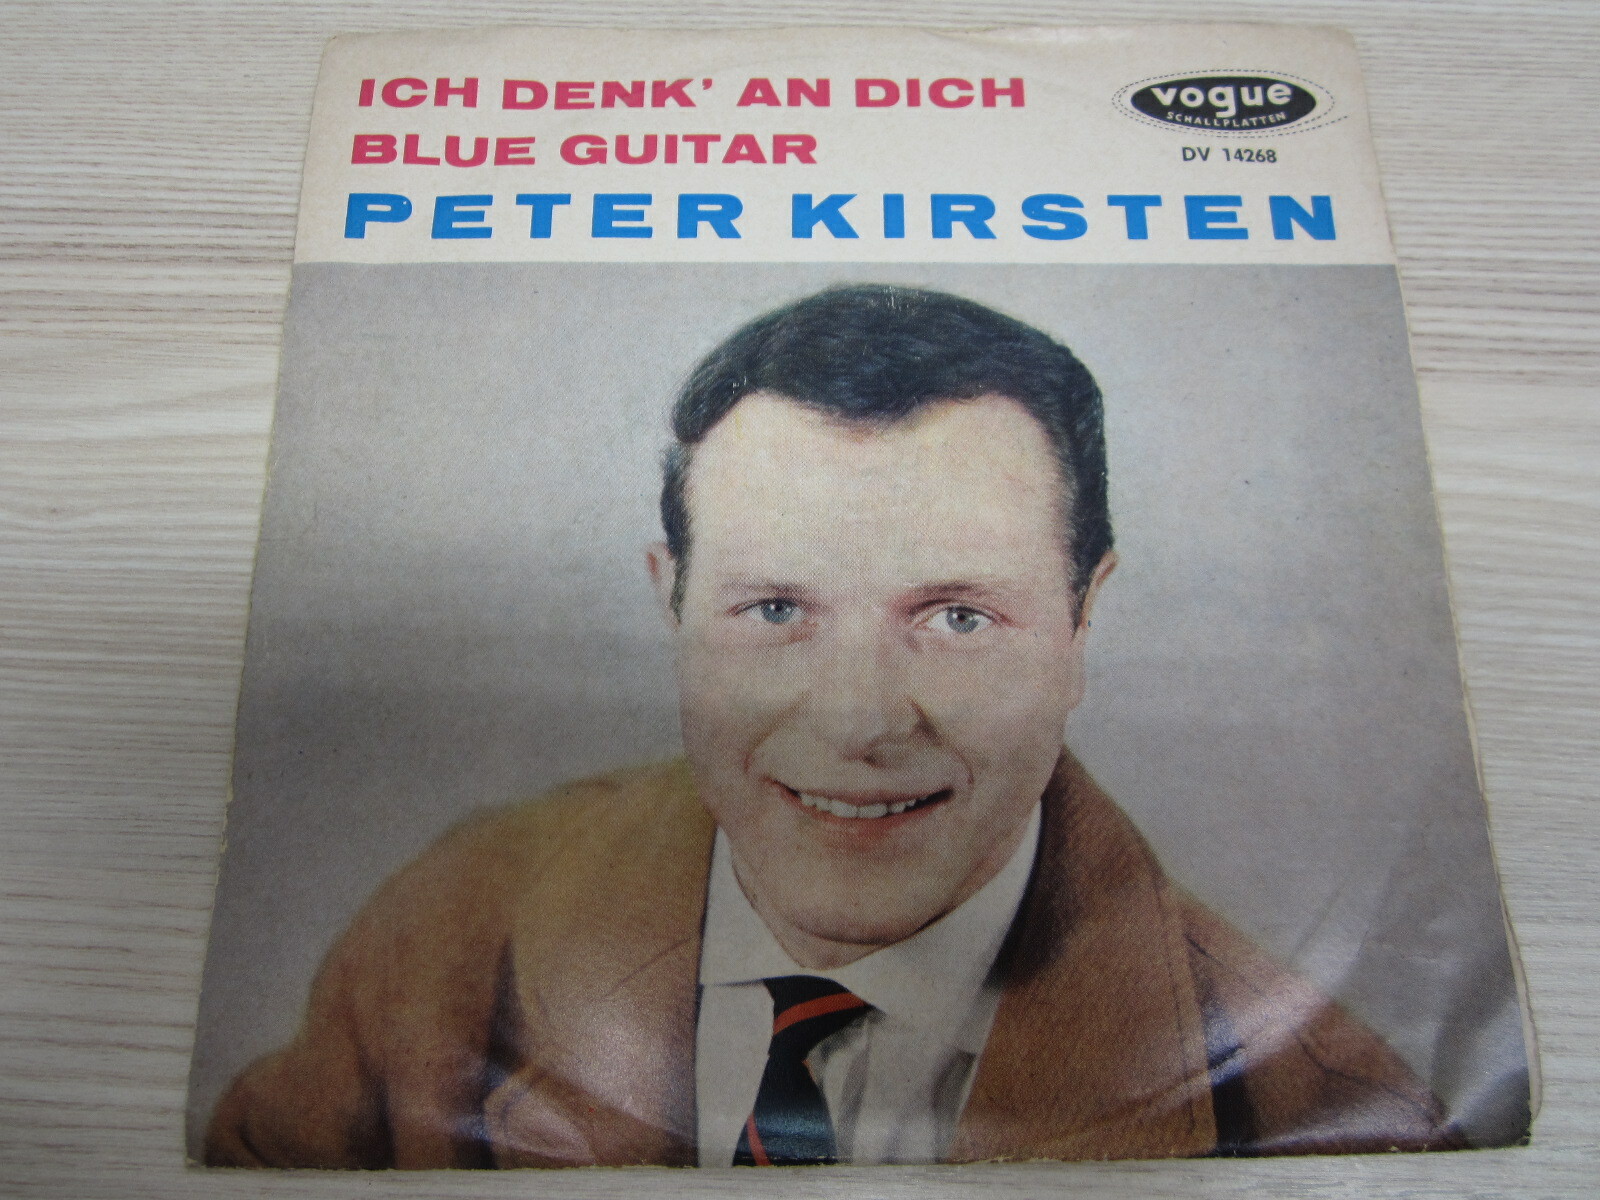 ICH DENK' AN DICH
BLUE GUITAR
PETER KIRSTEN
vogue
SCHALLPLATTEN
DV 14268